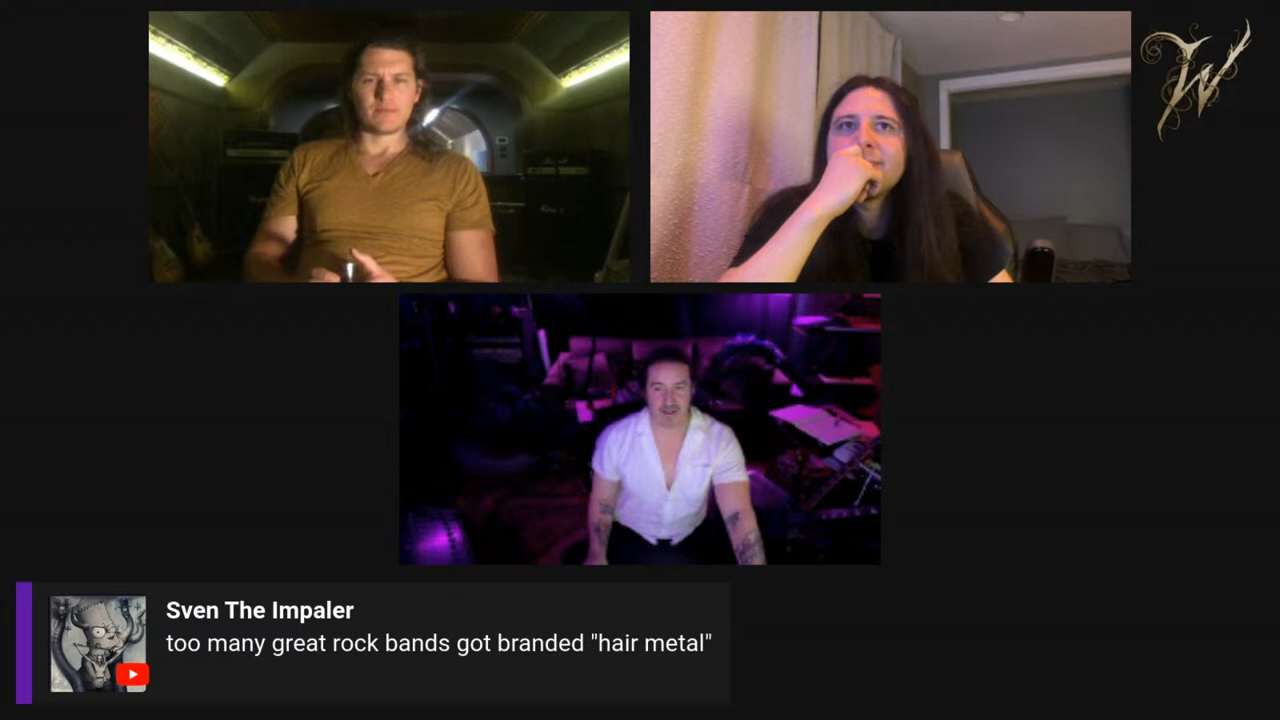 W
Sven The Impaler
too many great rock bands got branded "hair metal"